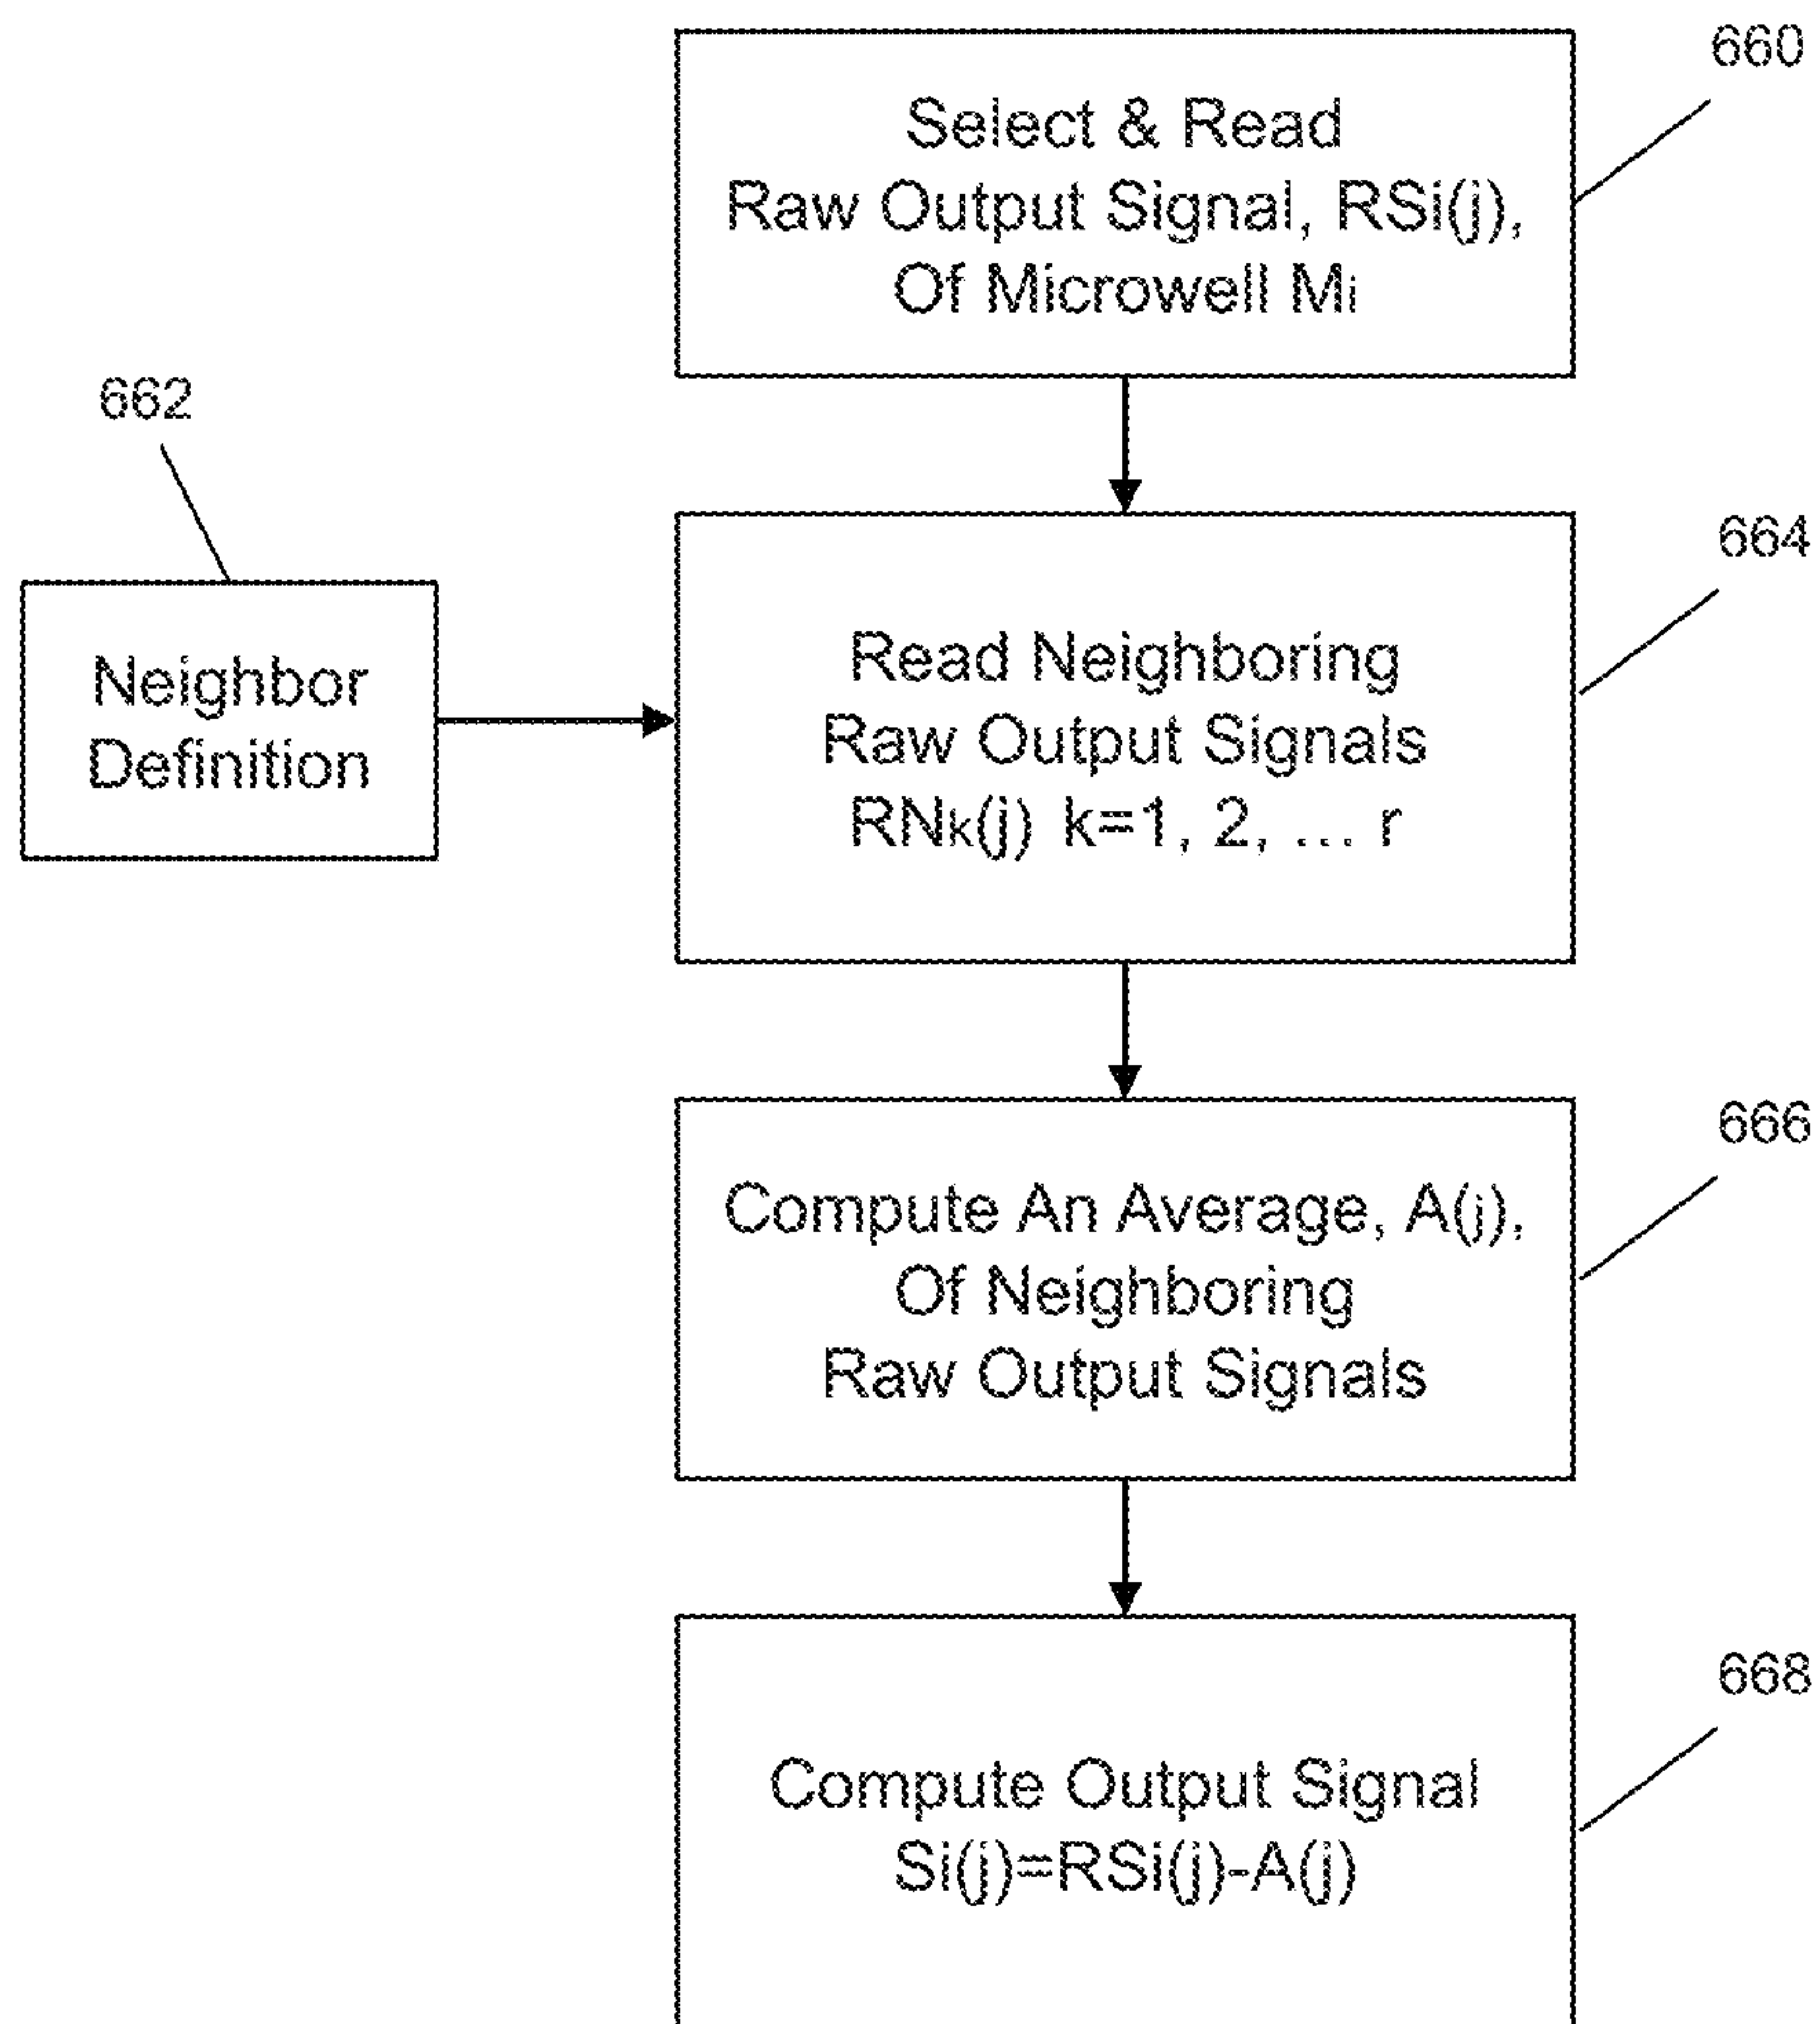 660
Select & Read
Raw Output Signal, RSi(j),
Of Microwell Mi
662
Neighbor
Definition
664
Read Neighboring
Raw Output Signals
RNk(j) k=1, 2, ... r
666
Compute An Average, A(j),
Of Neighboring
Raw Output Signals
668
Compute Output Signal
Si(j)=RSi(j)-A(j)